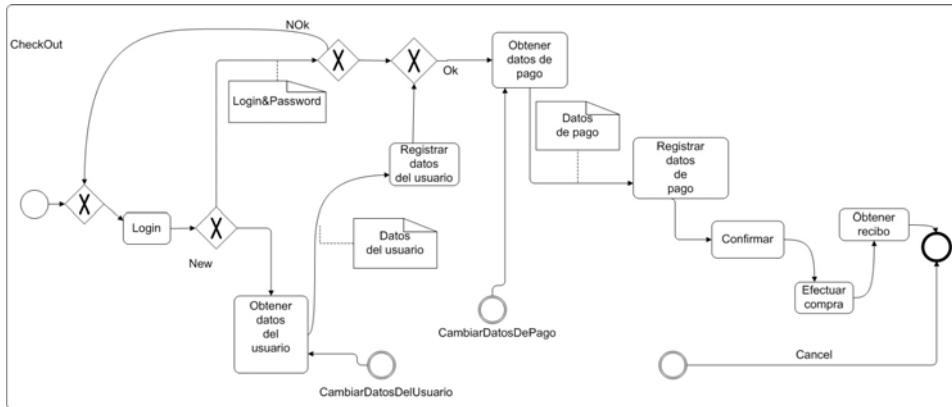 NOk
CheckOut
Obtener
datos de
pago
Ok
Login&Password
Datos
de pago
Registrar
datos
del usuario
Registrar
datos
de
pago
Login
Datos
del usuario
Confirmar
Obtener
recibo
New
Obtener
datos
del
usuario
Efectuar
compra
CambiarDatosDePago
Cancel
CambiarDatosDelUsuario